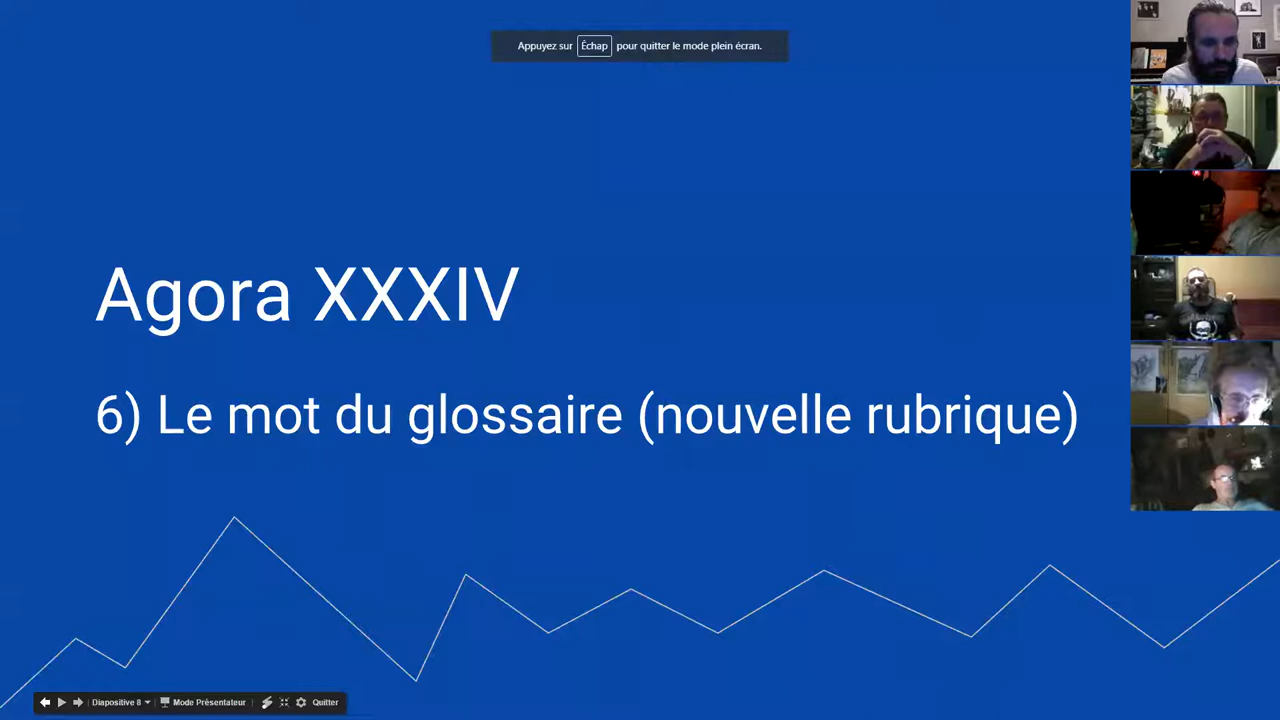 Appuyez sur Échap pour quitter le mode plein écran.
Agora XXXIV
6) Le mot du glossaire (nouvelle rubrique)
Diapositive 8 Mode Présentateur Quitter